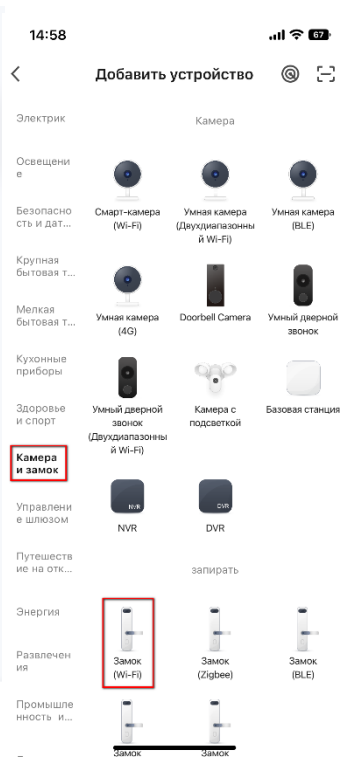 14:58
67
Добавить устройство
Электрик
Освещени
е
Безопасно
сть и дат...
Крупная
бытовая т...
Мелкая
бытовая т...
Кухонные
приборы
Здоровье
и спорт
Камера
и замок
Управлени
е шлюзом
Путешеств
ие на отк...
Энергия
Развлечен
ия
Промышле
нность и...
Камера
Смарт-камера
(Wi-Fi)
Умная камера
(Двухдиапазонны
й Wi-Fi)
Умная камера
(BLE)
Умная камера
(4G)
Doorbell Camera
Умный дверной
звонок
Умный дверной
звонок
(Двухдиапазонны
й Wi-Fi)
Камера с
подсветкой
Базовая станция
NVR
NVR
DVR
DVR
запирать
Замок
(Wi-Fi)
Замок
(Zigbee)
Замок
(BLE)
Замок
Замок